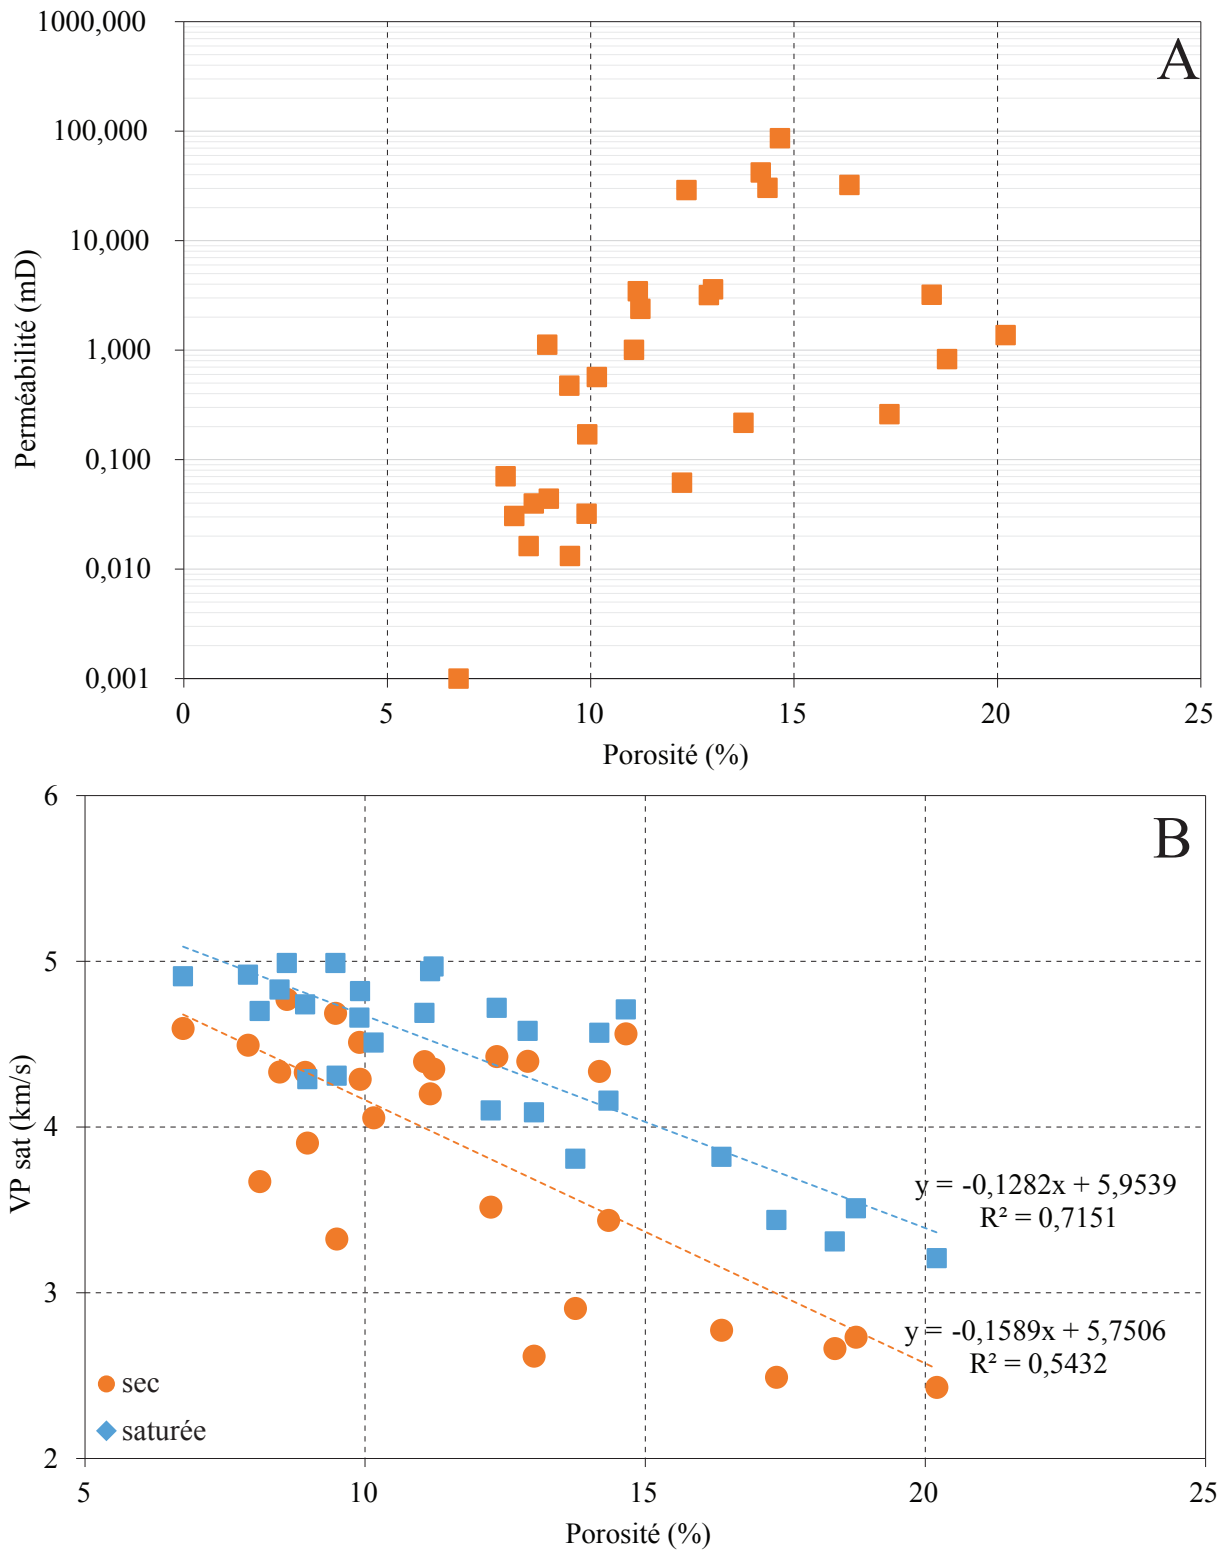 A
1000,000
100,000
10,000
1,000
0,100
0,010
0,001
Perméabilité (mD)
0
5
10
15
20
25
Porosité (%)
B
6
5
4
3
2
VP sat (km/s)
y = -0,1282x + 5,9539
R² = 0,7151
y = -0,1589x + 5,7506
R² = 0,5432
sec
saturée
5
10
15
20
25
Porosité (%)